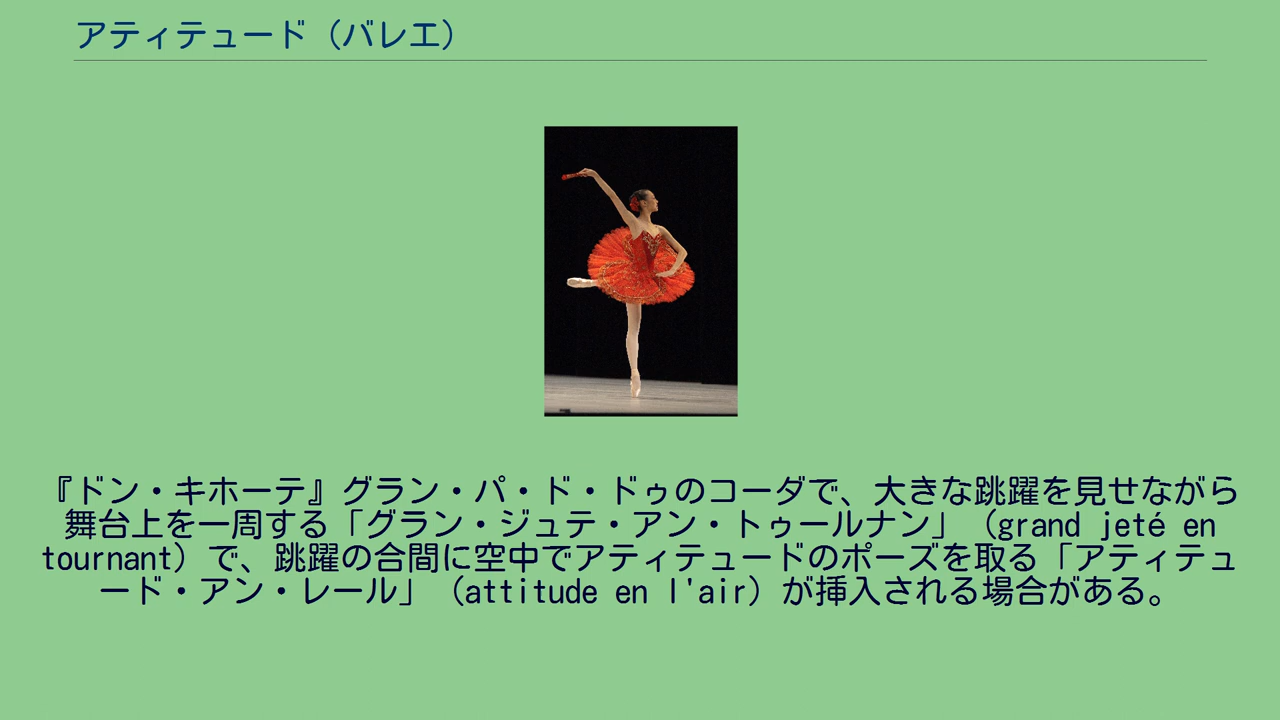 アティテュード（バレエ）
『ドン・キホーテ』グラン・パ・ド・ドゥのコーダで、大きな跳躍を見せながら
舞台上を一周する「グラン・ジュテ・アン・トゥールナン」（grand jeté en
tournant）で、跳躍の合間に空中でアティテュードのポーズを取る「アティテュ
ード・アン・レール」（attitude en l'air）が挿入される場合がある。